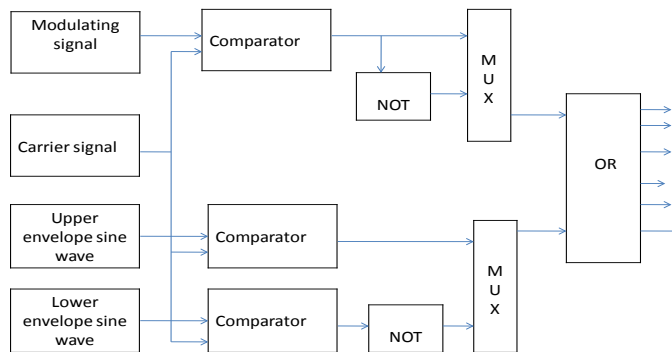 Modulating
signal
Comparator
NOT
M
U
X
Carrier signal
OR
Upper
envelope sine
wave
Comparator
M
U
X
Lower
envelope sine
wave
Comparator
NOT